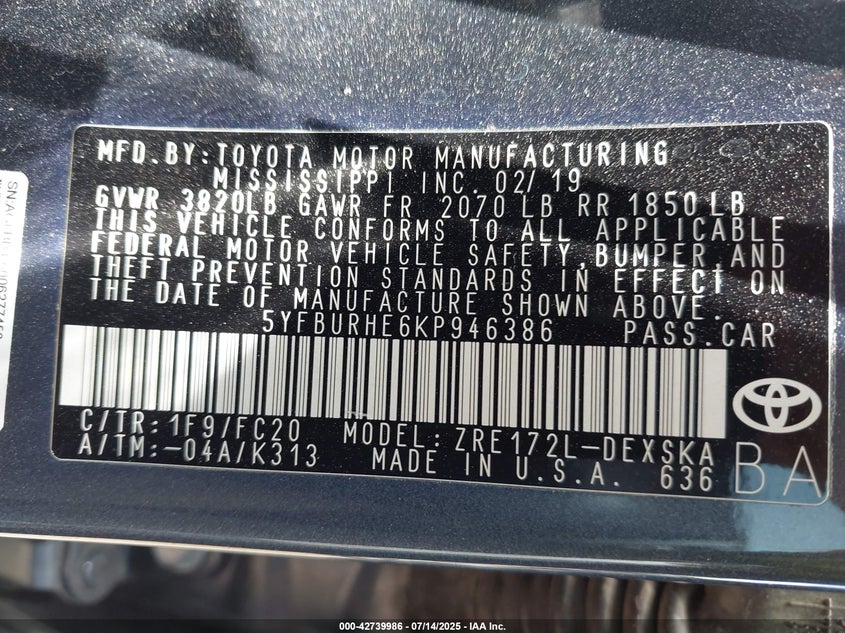 MFD.BY:TOYOTA MOTOR MANUFACTURING
MISSISSIPPI INC. 02/19
GVWR 3820LB GAWR FR 2070 LB RR 1850 LB
THIS VEHICLE CONFORMS TO ALL APPLICABLE
FEDERAL MOTOR VEHICLE SAFETY,BUMPER,AND
THEFT PREVENTION STANDARDS IN EFFECT ON
THE DATE OF MANUFACTURE SHOWN ABOVE.
5YFBURHE6KP946386 PASS.CAR
C/TR:1F9/FC20 MODEL:ZRE172L-DEXSKA
A/TM:-04A/K313 MADE IN U.S.A. 636
BA
000-42739986 - 07/14/2025 - IAA Inc.